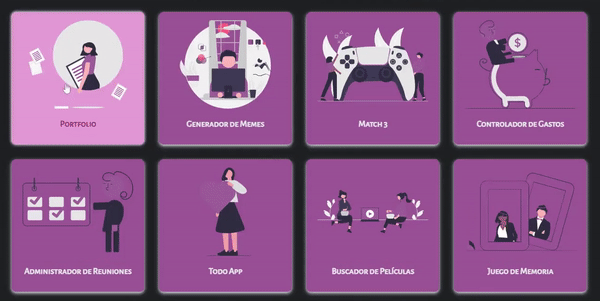 Portfolio
Generador de Memes
Match 3
Controlador de Gastos
Administrador de Reuniones
Todo App
Buscador de Películas
Juego de Memoria